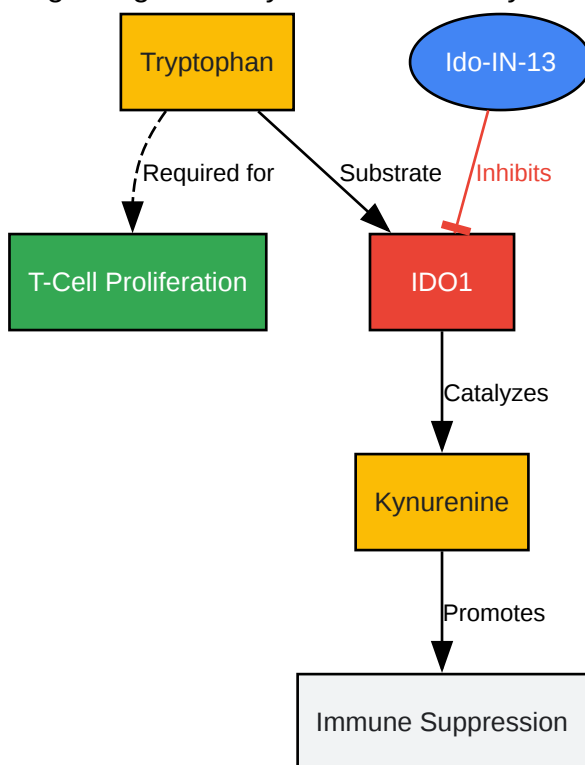 Tryptophan
Ido-IN-13
Required for
Substrate
Inhibits
T-Cell Proliferation
IDO1
Catalyzes
Kynurenine
Promotes
Immune Suppression